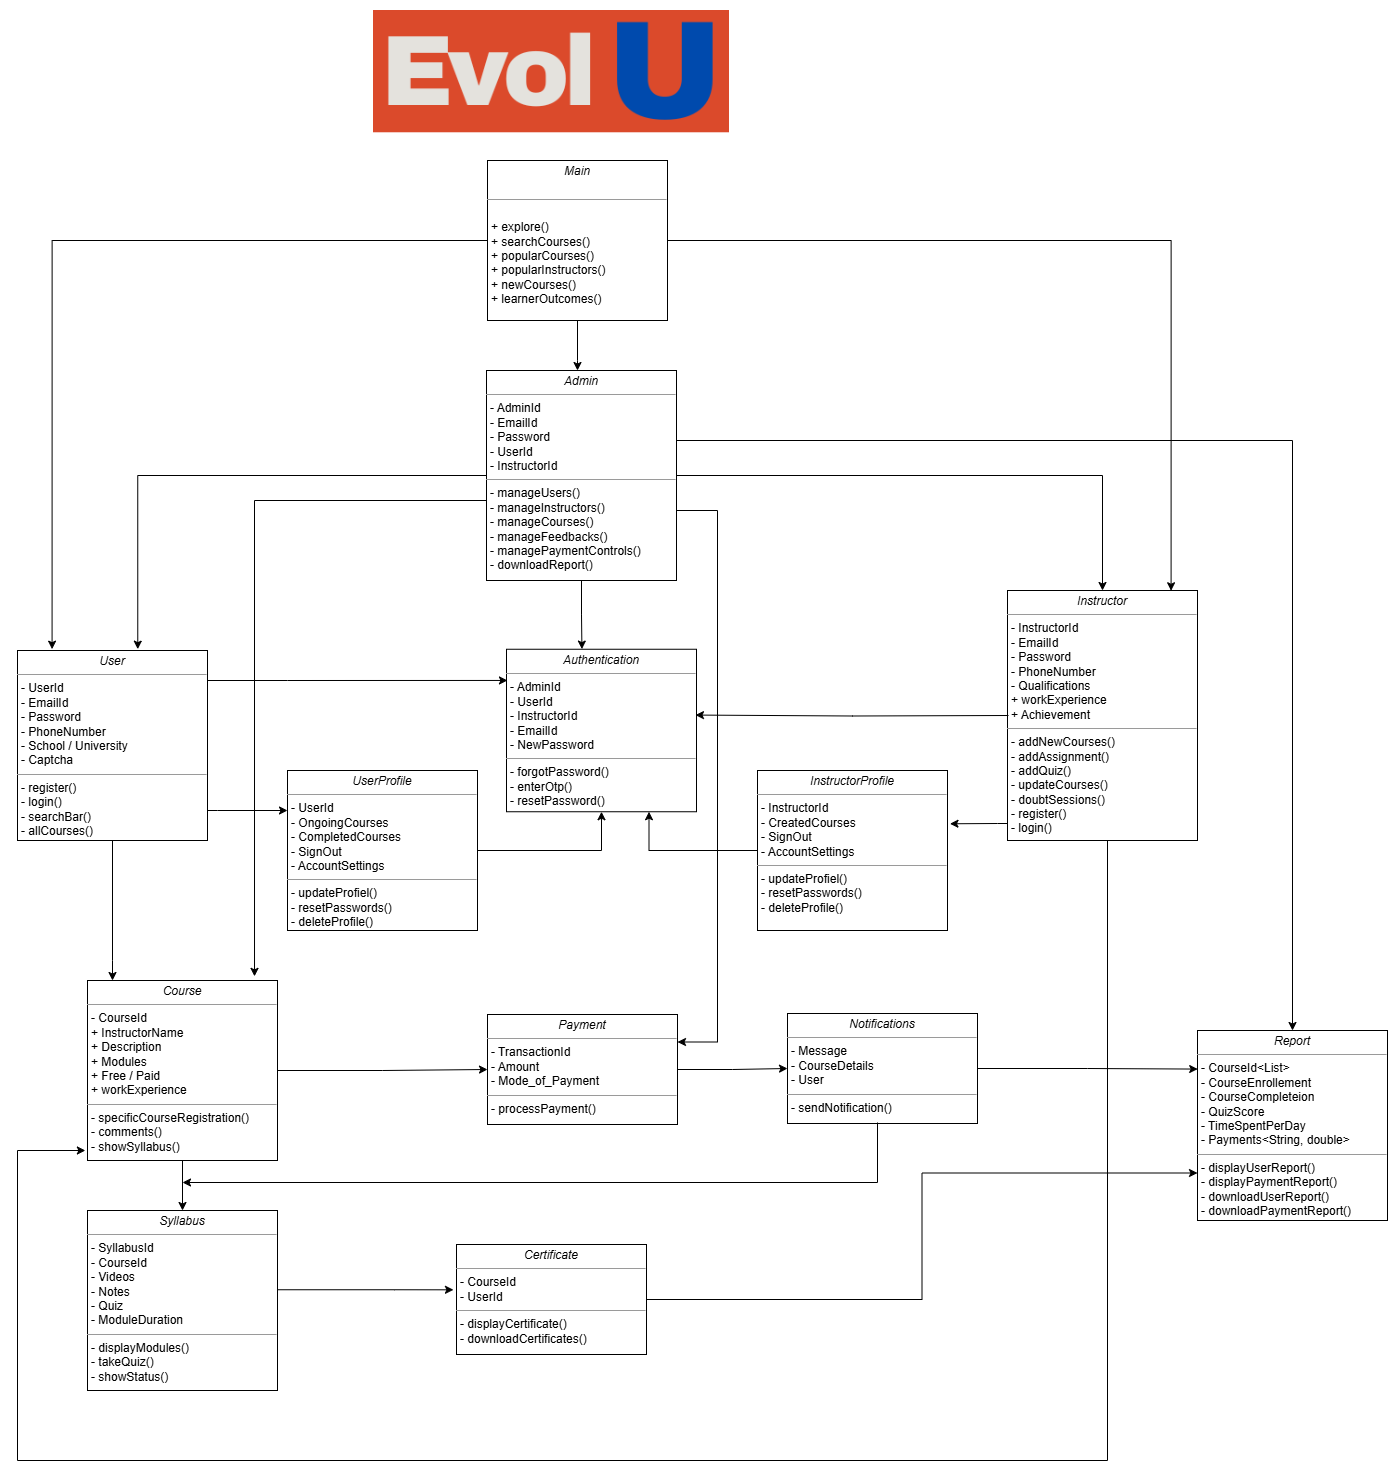 Evol U
Main
+ explore()
+ searchCourses()
+ popularCourses()
+ popularInstructors()
+ newCourses()
+ learnerOutcomes()
Admin
- AdminId
- EmailId
- Password
- UserId
- InstructorId
- manageUsers()
- manageInstructors()
- manageCourses()
- manageFeedbacks()
- managePaymentControls()
- downloadReport()
Instructor
- InstructorId
- EmailId
- Password
- PhoneNumber
- Qualifications
+ workExperience
+ Achievement
- addNewCourses()
- addAssignment()
- addQuiz()
- updateCourses()
- doubtSessions()
- register()
- login()
User
- UserId
- EmailId
- Password
- PhoneNumber
- School / University
- Captcha
- register()
- login()
- searchBar()
- allCourses()
Authentication
- AdminId
- UserId
- InstructorId
- EmailId
- NewPassword
- forgotPassword()
- enterOtp()
- resetPassword()
UserProfile
- UserId
- OngoingCourses
- CompletedCourses
- SignOut
- AccountSettings
- updateProfiel()
- resetPasswords()
- deleteProfile()
InstructorProfile
- InstructorId
- CreatedCourses
- SignOut
- AccountSettings
- updateProfiel()
- resetPasswords()
- deleteProfile()
Course
- CourseId
+ InstructorName
+ Description
+ Modules
+ Free / Paid
+ workExperience
- specificCourseRegistration()
- comments()
- showSyllabus()
Payment
- TransactionId
- Amount
- Mode_of_Payment
- processPayment()
Notifications
- Message
- CourseDetails
- User
- sendNotification()
Report
- CourseId<List>
- CourseEnrollement
- CourseCompleteion
- QuizScore
- TimeSpentPerDay
- Payments<String, double>
- displayUserReport()
- displayPaymentReport()
- downloadUserReport()
- downloadPaymentReport()
Syllabus
- SyllabusId
- CourseId
- Videos
- Notes
- Quiz
- ModuleDuration
- displayModules()
- takeQuiz()
- showStatus()
Certificate
- CourseId
- UserId
- displayCertificate()
- downloadCertificates()